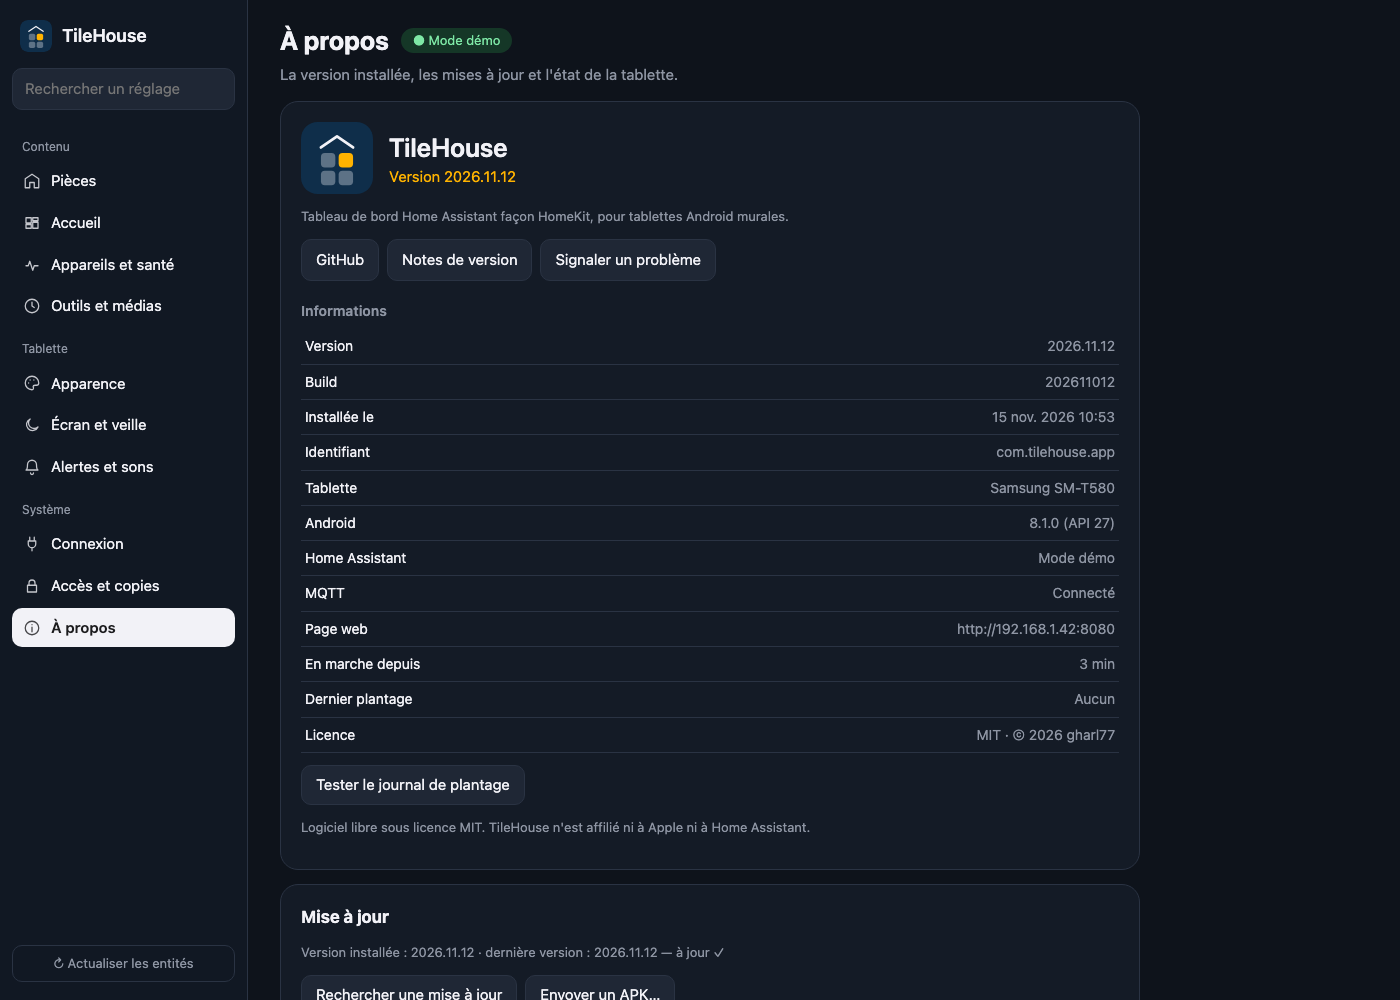 TileHouse
Rechercher un réglage
Contenu
Pièces
Accueil
Appareils et santé
Outils et médias
Tablette
Apparence
Écran et veille
Alertes et sons
Système
Connexion
Accès et copies
À propos
↻ Actualiser les entités
À propos
Mode démo
La version installée, les mises à jour et l'état de la tablette.
TileHouse
Version 2026.11.12
Tableau de bord Home Assistant façon HomeKit, pour tablettes Android murales.
GitHub Notes de version Signaler un problème
Informations
Version 2026.11.12
Build 202611012
Installée le 15 nov. 2026 10:53
Identifiant com.tilehouse.app
Tablette Samsung SM-T580
Android 8.1.0 (API 27)
Home Assistant Mode démo
MQTT Connecté
Page web http://192.168.1.42:8080
En marche depuis 3 min
Dernier plantage Aucun
Licence MIT · © 2026 gharl77
Tester le journal de plantage
Logiciel libre sous licence MIT. TileHouse n'est affilié ni à Apple ni à Home Assistant.
Mise à jour
Version installée : 2026.11.12 · dernière version : 2026.11.12 — à jour ✓
Rechercher une mise à jour Envoyer un APK...